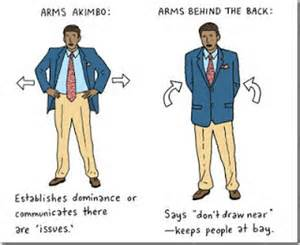 ARMS AKIMBO:
Establishes dominance or
communicates there
are "issues."
ARMS BEHIND THE BACK:
Says "don't draw near"
—keeps people at bay.